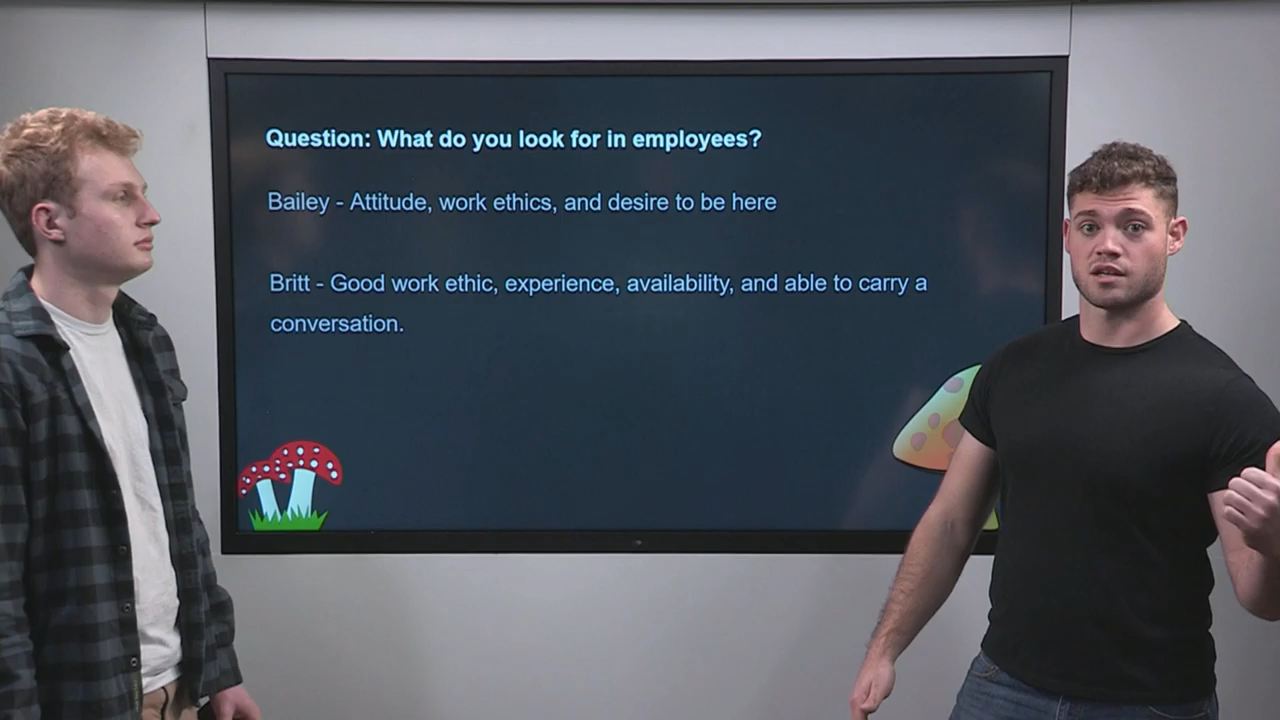 Question: What do you look for in employees?
Bailey - Attitude, work ethics, and desire to be here
Britt - Good work ethic, experience, availability, and able to carry a
conversation.